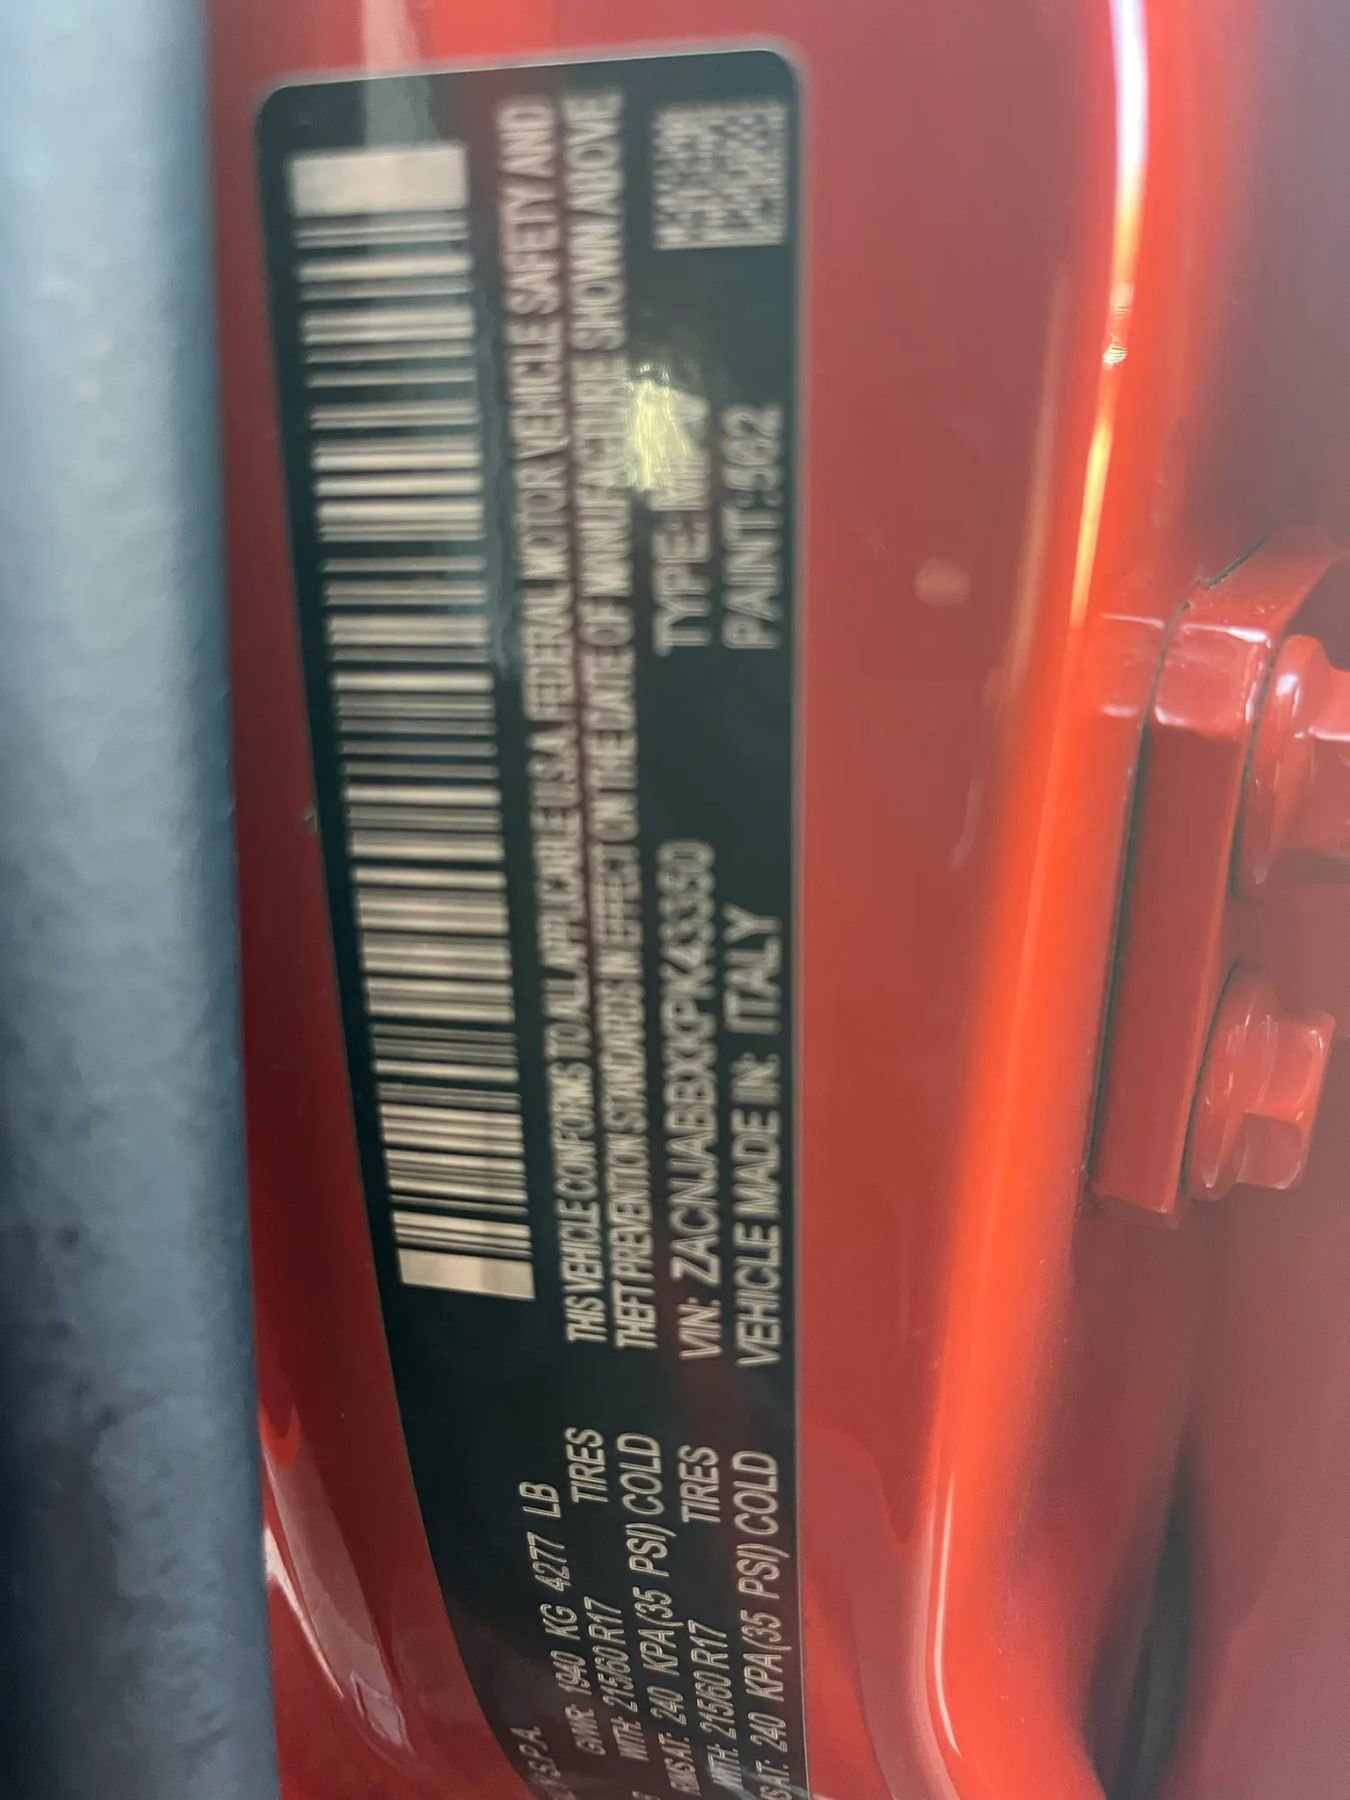 GVWR: 1940 KG 4277 LB
WITH: 215/60 R17 TIRES
RIMS AT: 240 KPA(35 PSI) COLD
WITH: 215/60 R17 TIRES
AT: 240 KPA(35 PSI) COLD
THIS VEHICLE CONFORMS TO ALL APPLICABLE U.S.A. FEDERAL MOTOR VEHICLE SAFETY AND
THEFT PREVENTION STANDARDS IN EFFECT ON THE DATE OF MANUFACTURE SHOWN ABOVE
VIN: ZACNJABBXKPK43350 TYPE: MPV
VEHICLE MADE IN: ITALY PAINT: 562